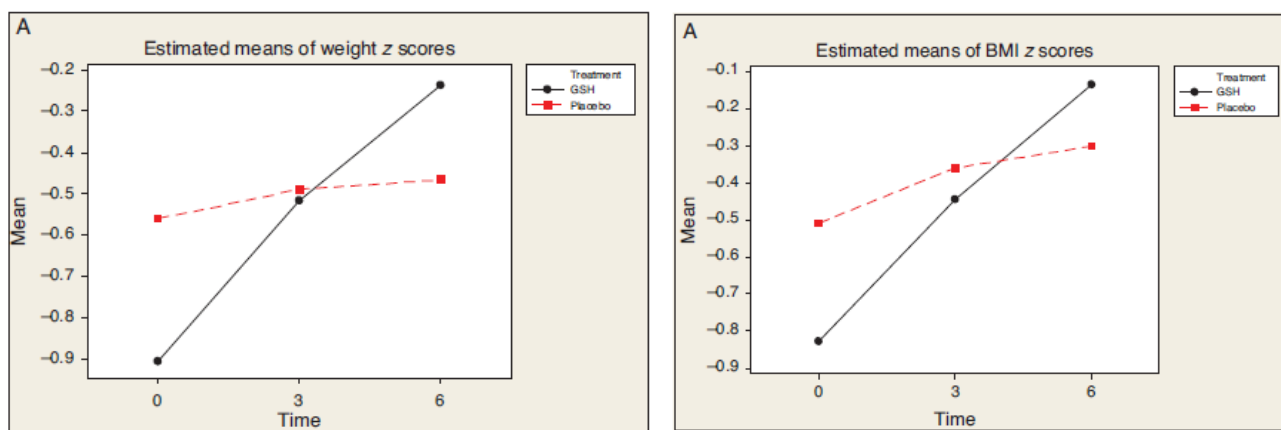 A
Estimated means of weight z scores
Treatment
GSH
Placebo
Mean
−0.2
−0.3
−0.4
−0.5
−0.6
−0.7
−0.8
−0.9
0 3 6
Time
A
Estimated means of BMI z scores
Treatment
GSH
Placebo
Mean
−0.1
−0.2
−0.3
−0.4
−0.5
−0.6
−0.7
−0.8
−0.9
0 3 6
Time